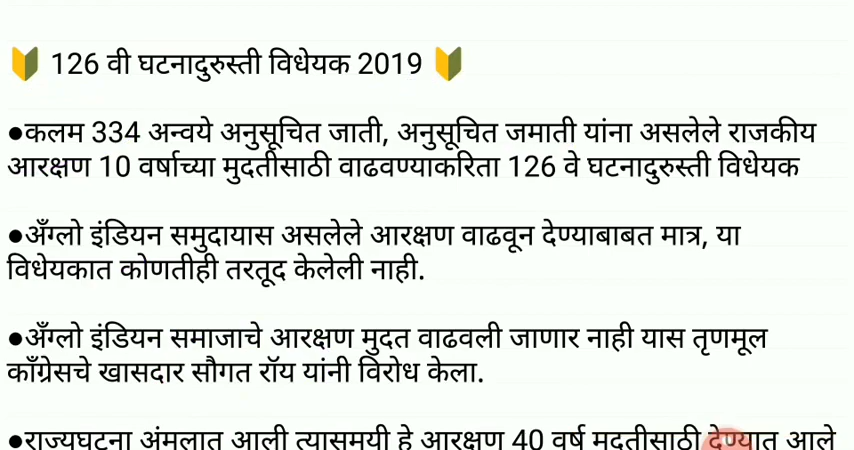 🔰 126 वी घटनादुरुस्ती विधेयक 2019 🔰
●कलम 334 अन्वये अनुसूचित जाती, अनुसूचित जमाती यांना असलेले राजकीय
आरक्षण 10 वर्षाच्या मुदतीसाठी वाढवण्याकरिता 126 वे घटनादुरुस्ती विधेयक
●अँग्लो इंडियन समुदायास असलेले आरक्षण वाढवून देण्याबाबत मात्र, या
विधेयकात कोणतीही तरतूद केलेली नाही.
●अँग्लो इंडियन समाजाचे आरक्षण मुदत वाढवली जाणार नाही यास तृणमूल
काँग्रेसचे खासदार सौगत रॉय यांनी विरोध केला.
●राज्यघटना अंमलात आली त्यासमयी हे आरक्षण 40 वर्ष मुदतीसाठी देण्यात आले